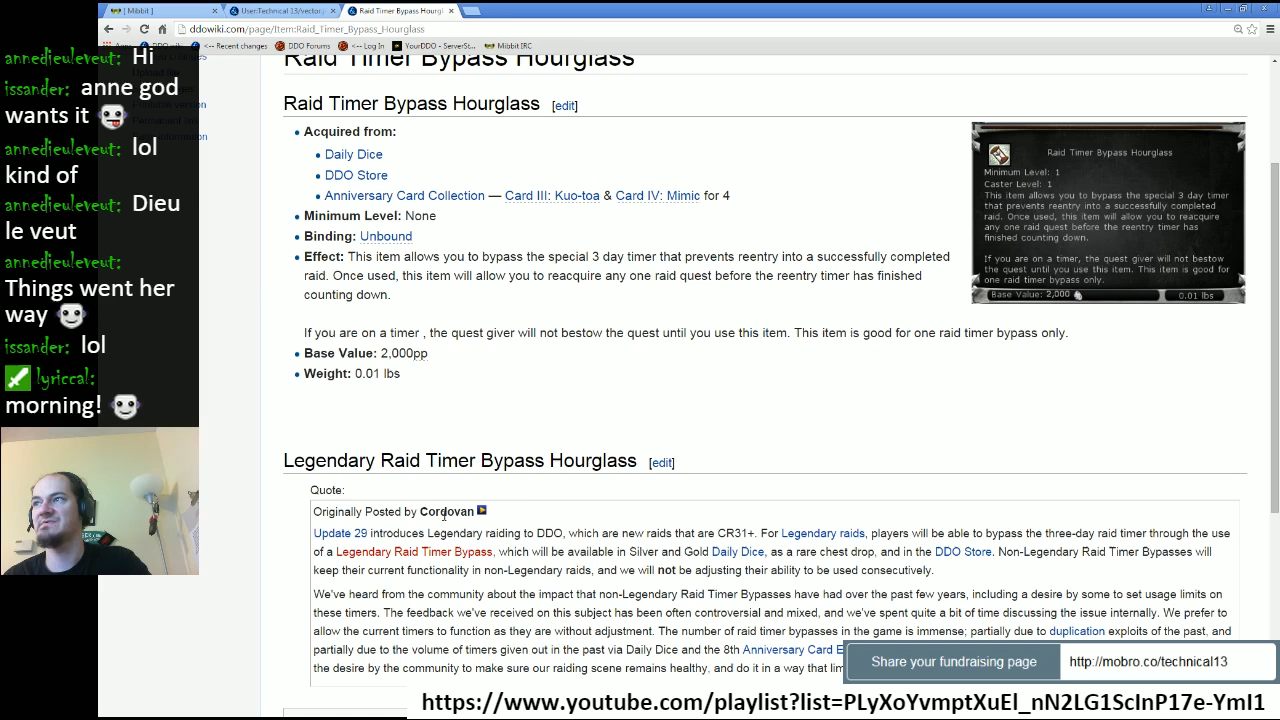 [ Mibbit ]
User:Technical 13/vector.j
Raid Timer Bypass Hourglass
ddowiki.com/page/Item:Raid_Timer_Bypass_Hourglass
<-- Recent changes
DDO Forums
<-- Log In
YourDDO - ServerSt...
Mibbit IRC
annedieuleveut: Hi
issander: anne god
wants it
annedieuleveut: lol
kind of
annedieuleveut: Dieu
le veut
annedieuleveut:
Things went her
way
issander: lol
lyriccal:
morning!
Raid Timer Bypass Hourglass
Raid Timer Bypass Hourglass [edit]
Acquired from:
Daily Dice
DDO Store
Anniversary Card Collection — Card III: Kuo-toa & Card IV: Mimic for 4
Minimum Level: None
Binding: Unbound
Effect: This item allows you to bypass the special 3 day timer that prevents reentry into a successfully completed
raid. Once used, this item will allow you to reacquire any one raid quest before the reentry timer has finished
counting down.
If you are on a timer , the quest giver will not bestow the quest until you use this item. This item is good for one raid timer bypass only.
Base Value: 2,000pp
Weight: 0.01 lbs
Raid Timer Bypass Hourglass
Minimum Level: 1
Caster Level: 1
This item allows you to bypass the special 3 day timer
that prevents reentry into a successfully completed
raid. Once used, this item will allow you to reacquire
any one raid quest before the reentry timer has
finished counting down.
If you are on a timer, the quest giver will not bestow
the quest until you use this item. This item is good for
one raid timer bypass only.
Base Value: 2,000
0.01 lbs
Legendary Raid Timer Bypass Hourglass [edit]
Quote:
Originally Posted by Cordovan
Update 29 introduces Legendary raiding to DDO, which are new raids that are CR31+. For Legendary raids, players will be able to bypass the three-day raid timer through the use
of a Legendary Raid Timer Bypass, which will be available in Silver and Gold Daily Dice, as a rare chest drop, and in the DDO Store. Non-Legendary Raid Timer Bypasses will
keep their current functionality in non-Legendary raids, and we will not be adjusting their ability to be used consecutively.
We've heard from the community about the impact that non-Legendary Raid Timer Bypasses have had over the past few years, including a desire by some to set usage limits on
these timers. The feedback we've received on this subject has been often controversial and mixed, and we've spent quite a bit of time discussing the issue internally. We prefer to
allow the current timers to function as they are without adjustment. The number of raid timer bypasses in the game is immense; partially due to duplication exploits of the past, and
partially due to the volume of timers given out in the past via Daily Dice and the 8th Anniversary Card E
the desire by the community to make sure our raiding scene remains healthy, and do it in a way that lim
Share your fundraising page
http://mobro.co/technical13
https://www.youtube.com/playlist?list=PLyXoYvmptXuEl_nN2LG1ScInP17e-YmI1